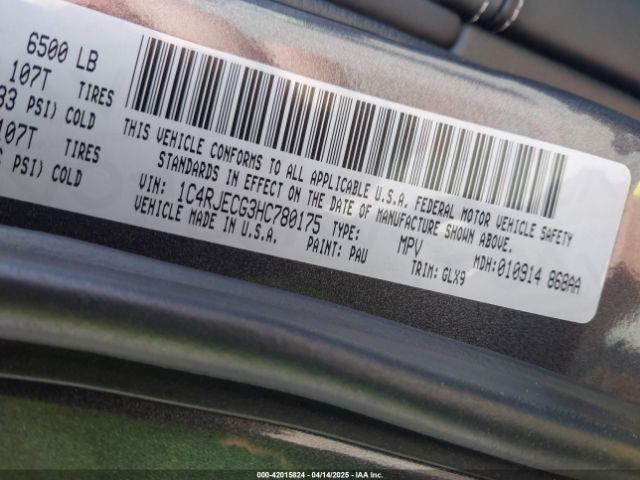 6500 LB
107T TIRES
33 PSI) COLD
107T TIRES
PSI) COLD
THIS VEHICLE CONFORMS TO ALL APPLICABLE U.S.A. FEDERAL MOTOR VEHICLE SAFETY
STANDARDS IN EFFECT ON THE DATE OF MANUFACTURE SHOWN ABOVE.
VIN: 1C4RJECG3HC780175 TYPE: MPV MDH:010914 868AA
VEHICLE MADE IN U.S.A. PAINT: PAU TRIM: GLX9
000-42015824 04/14/2025 IAA Inc.